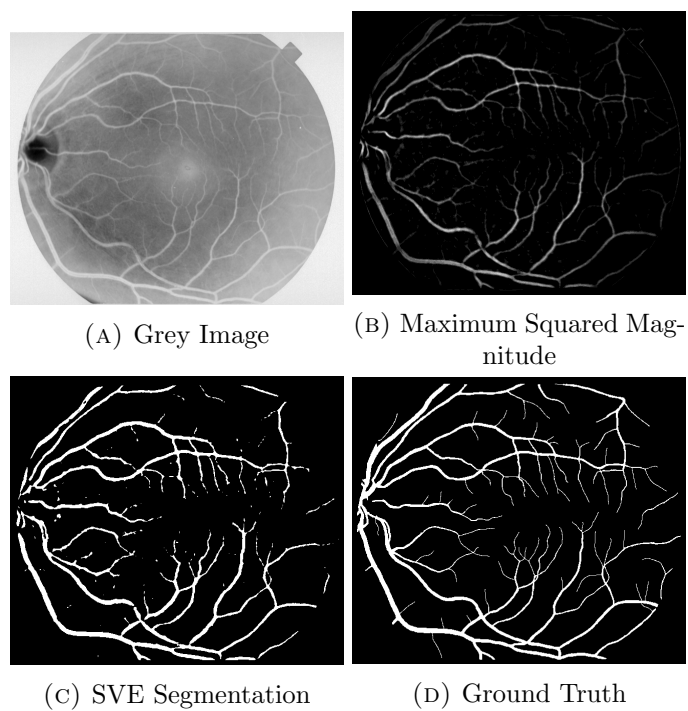 (A) Grey Image
(B) Maximum Squared Mag-
nitude
(C) SVE Segmentation
(D) Ground Truth